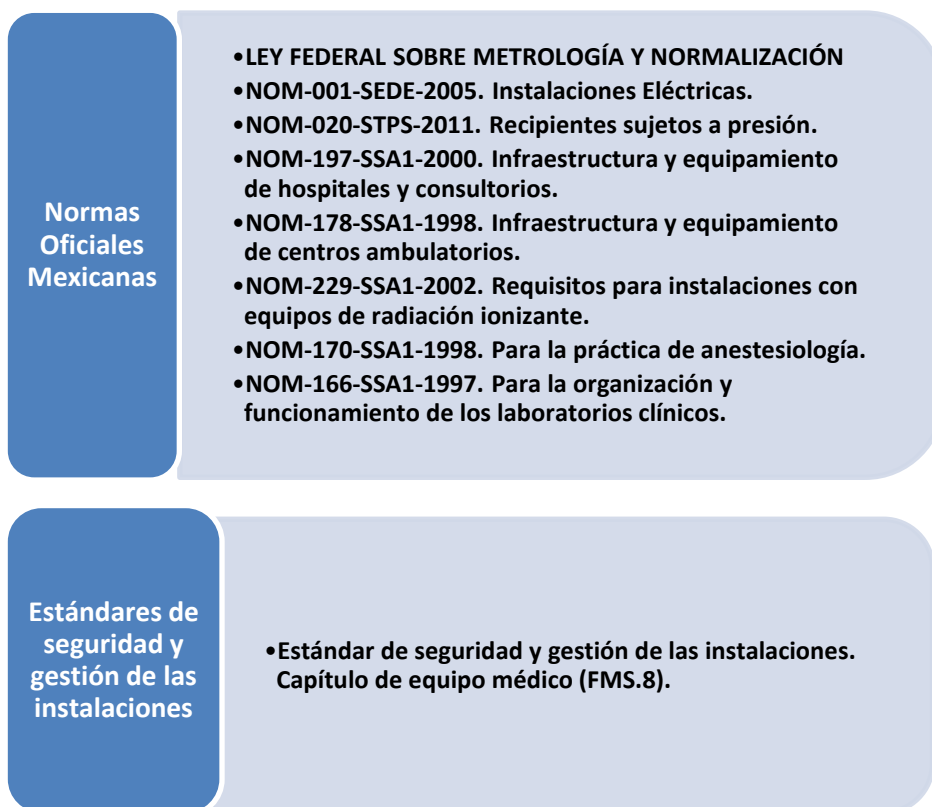 Normas
Oficiales
Mexicanas
•LEY FEDERAL SOBRE METROLOGÍA Y NORMALIZACIÓN
•NOM-001-SEDE-2005. Instalaciones Eléctricas.
•NOM-020-STPS-2011. Recipientes sujetos a presión.
•NOM-197-SSA1-2000. Infraestructura y equipamiento
de hospitales y consultorios.
•NOM-178-SSA1-1998. Infraestructura y equipamiento
de centros ambulatorios.
•NOM-229-SSA1-2002. Requisitos para instalaciones con
equipos de radiación ionizante.
•NOM-170-SSA1-1998. Para la práctica de anestesiología.
•NOM-166-SSA1-1997. Para la organización y
funcionamiento de los laboratorios clínicos.
Estándares de
seguridad y
gestión de las
instalaciones
•Estándar de seguridad y gestión de las instalaciones.
Capítulo de equipo médico (FMS.8).